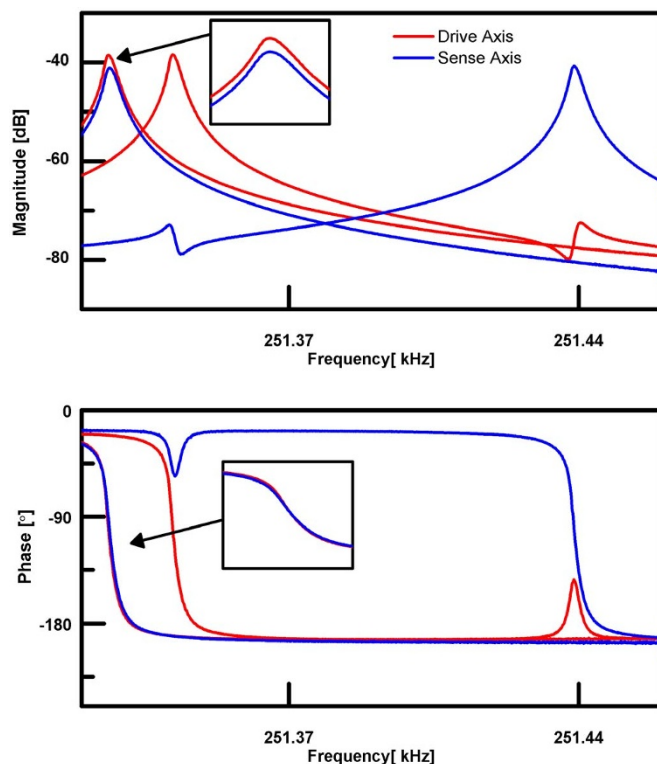 Drive Axis
Sense Axis
Magnitude [dB]
-40
-60
-80
251.37
251.44
Frequency[ kHz]
Phase [°]
0
-90
-180
251.37
251.44
Frequency[ kHz]